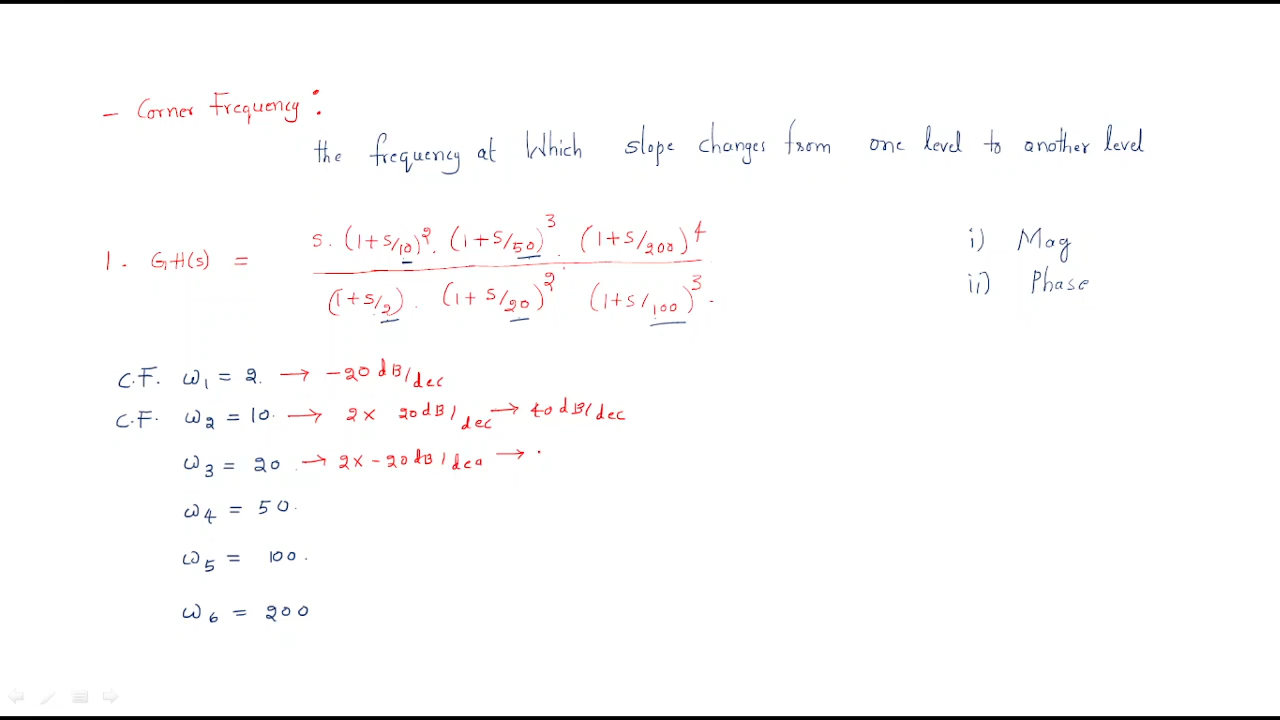 - Corner Frequency:
the frequency at Which slope changes from one level to another level
1. GH(s) = s. (1+s/10)². (1+s/50)³. (1+s/200)⁴
(1+s/2). (1+s/20)² (1+s/100)³.
i) Mag
ii) Phase
C.F. ω₁ = 2. → -20 dB/dec
C.F. ω₂ = 10. → 2x 20 dB/dec → 40 dB/dec
ω₃ = 20 → 2x -20 dB/dec →
ω₄ = 50.
ω₅ = 100.
ω₆ = 200